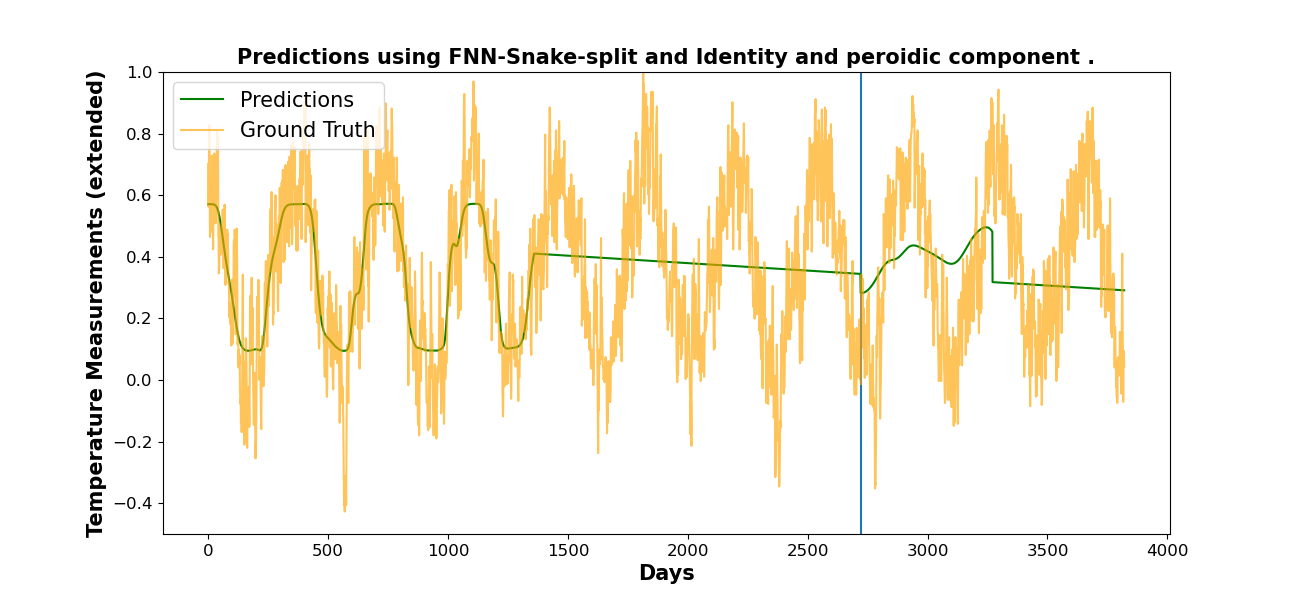 Predictions using FNN-Snake-split and Identity and peroidic component .
Temperature Measurements (extended)
1.0
0.8
0.6
0.4
0.2
0.0
−0.2
−0.4
Predictions
Ground Truth
0 500 1000 1500 2000 2500 3000 3500 4000
Days